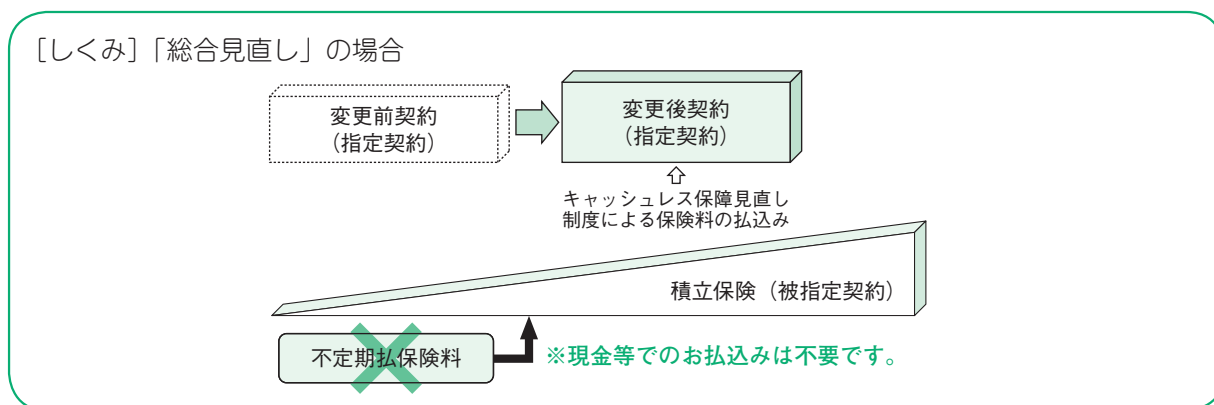 ［しくみ］「総合見直し」の場合
変更前契約
（指定契約）
変更後契約
（指定契約）
キャッシュレス保障見直し
制度による保険料の払込み
積立保険（被指定契約）
不定期払保険料
※現金等でのお払込みは不要です。